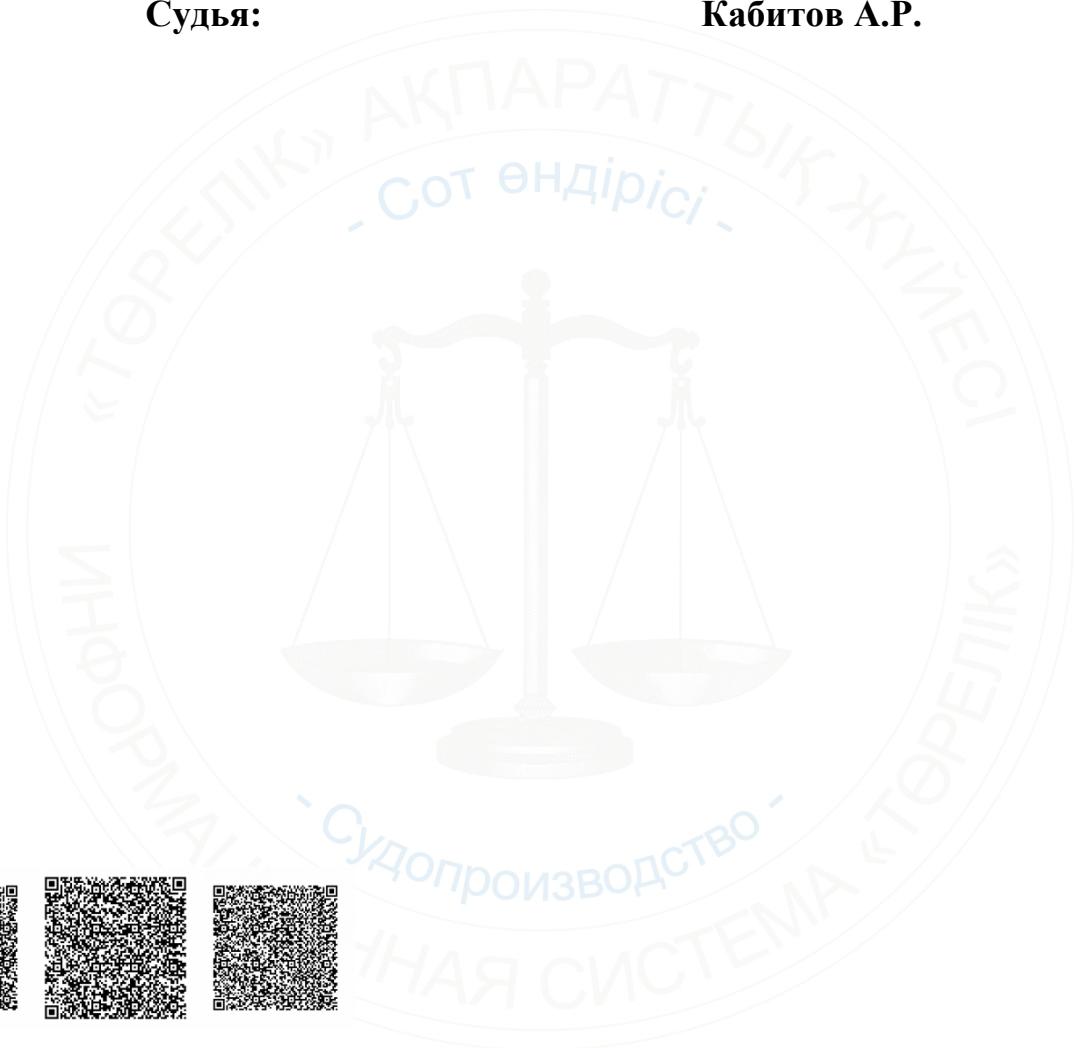 Судья: Кабитов А.Р.
«ТӨРЕЛІК» АҚПАРАТТЫҚ ЖҮЙЕСІ
- Сот өндірісі -
- Судопроизводство -
ИНФОРМАЦИОННАЯ СИСТЕМА «ТӨРЕЛІК»